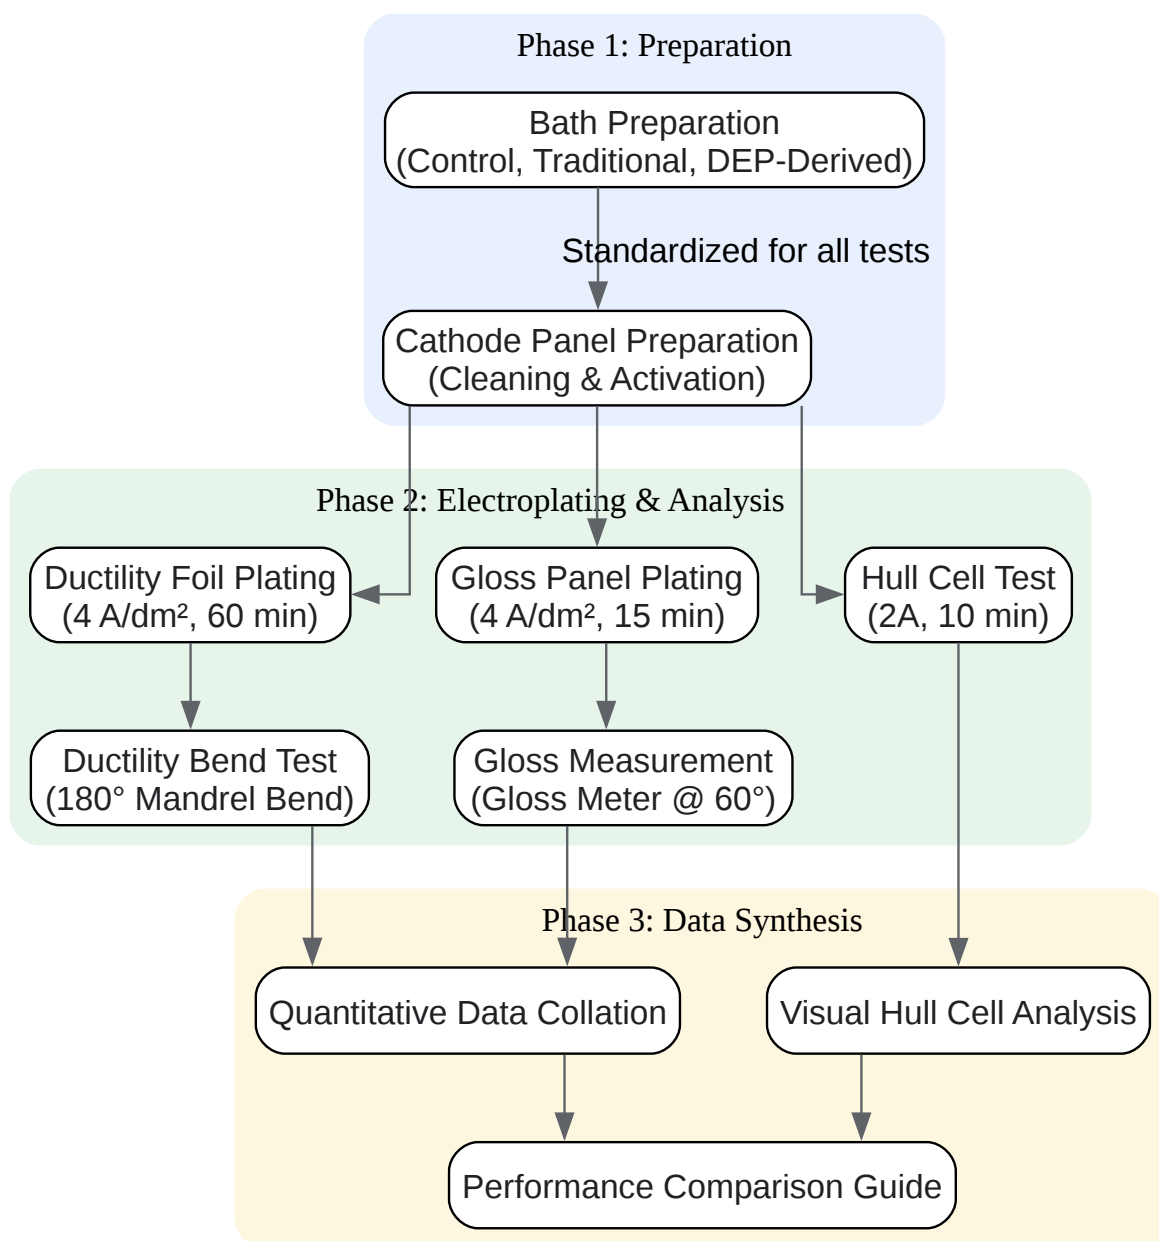 Phase 1: Preparation
Bath Preparation
(Control, Traditional, DEP-Derived)
Standardized for all tests
Cathode Panel Preparation
(Cleaning & Activation)
Phase 2: Electroplating & Analysis
Ductility Foil Plating
(4 A/dm², 60 min)
Gloss Panel Plating
(4 A/dm², 15 min)
Hull Cell Test
(2A, 10 min)
Ductility Bend Test
(180° Mandrel Bend)
Gloss Measurement
(Gloss Meter @ 60°)
Phase 3: Data Synthesis
Quantitative Data Collation
Visual Hull Cell Analysis
Performance Comparison Guide